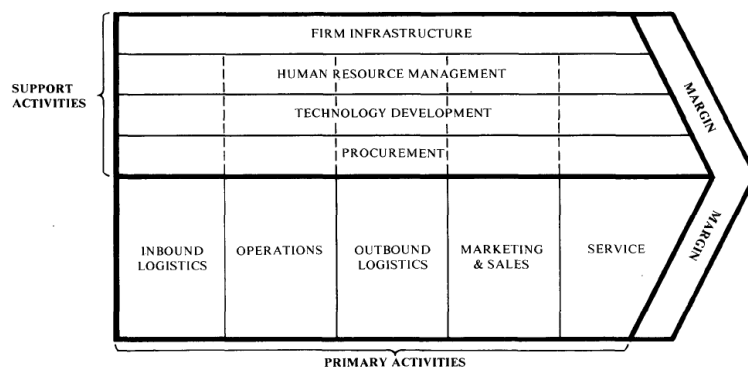 FIRM INFRASTRUCTURE
HUMAN RESOURCE MANAGEMENT
SUPPORT
ACTIVITIES
TECHNOLOGY DEVELOPMENT
PROCUREMENT
MARGIN
INBOUND
LOGISTICS
OPERATIONS
OUTBOUND
LOGISTICS
MARKETING
& SALES
SERVICE
MARGIN
PRIMARY ACTIVITIES